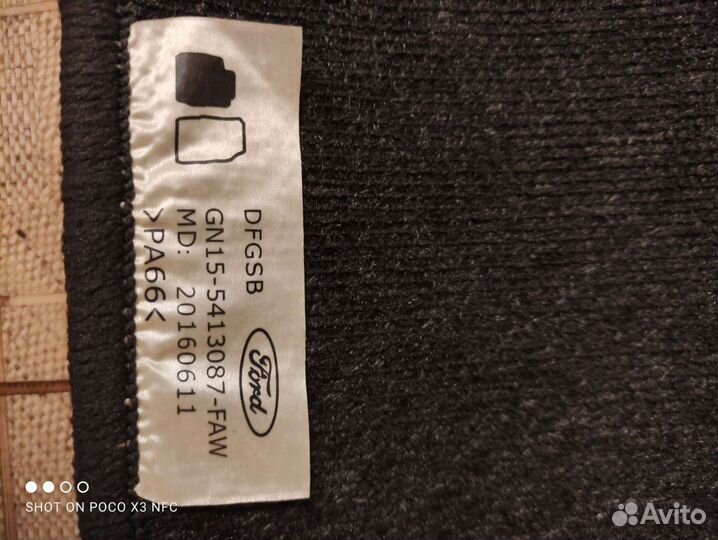 DFGSB
GN15-5413087-FAW
MD: 20160611
>PA66<
Ford
SHOT ON POCO X3 NFC
Avito